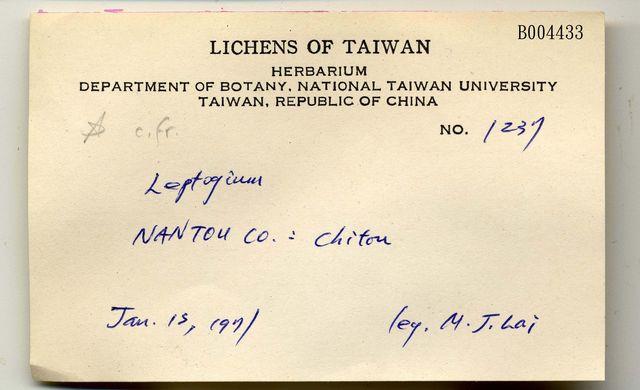 B004433
LICHENS OF TAIWAN
HERBARIUM
DEPARTMENT OF BOTANY, NATIONAL TAIWAN UNIVERSITY
TAIWAN, REPUBLIC OF CHINA
c.fr.
NO. 1237
Leptogium
NANTOU CO. : Chitou
Jan. 15, 1971
leg. M. J. Lai